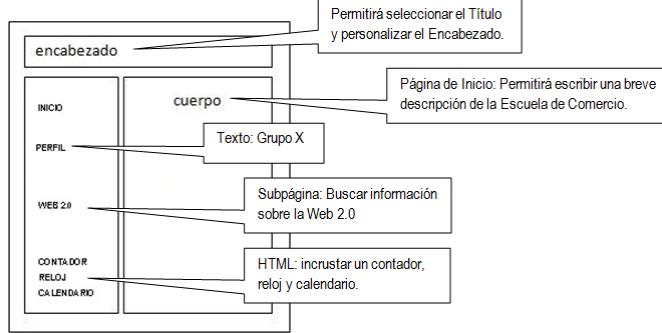 Permitirá seleccionar el Título
y personalizar el Encabezado.
encabezado
Página de Inicio: Permitirá escribir una breve
descripción de la Escuela de Comercio.
cuerpo
INICIO
Texto: Grupo X
PERFIL
Subpágina: Buscar información
sobre la Web 2.0
WEB 2.0
HTML: incrustar un contador,
reloj y calendario.
CONTADOR
RELOJ
CALENDARIO